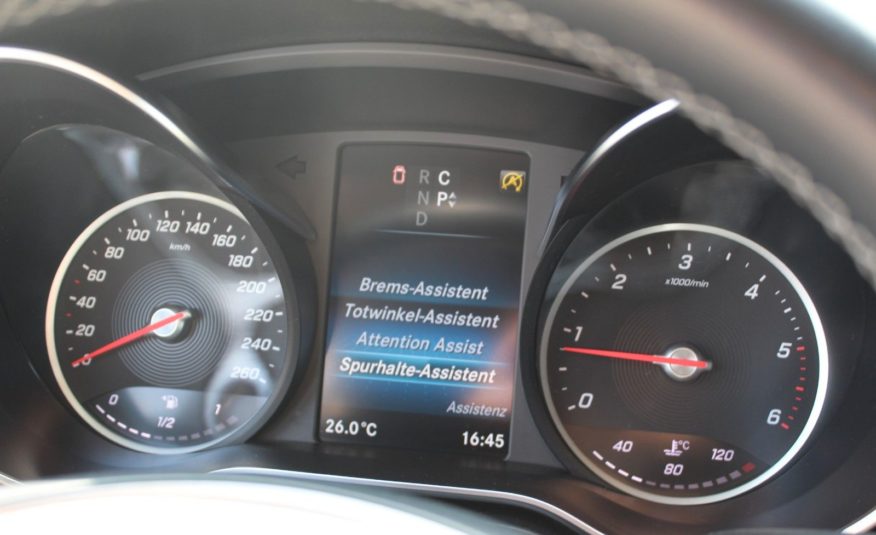 R C
N P
D
Brems-Assistent
Totwinkel-Assistent
Attention Assist
Spurhalte-Assistent
Assistenz
26.0°C 16:45
0 20 40 60 80 100 120 140 160 180 200 220 240 260
km/h
0 1/2 1
0 1 2 3 4 5 6
x1000/min
40 80 120
°C